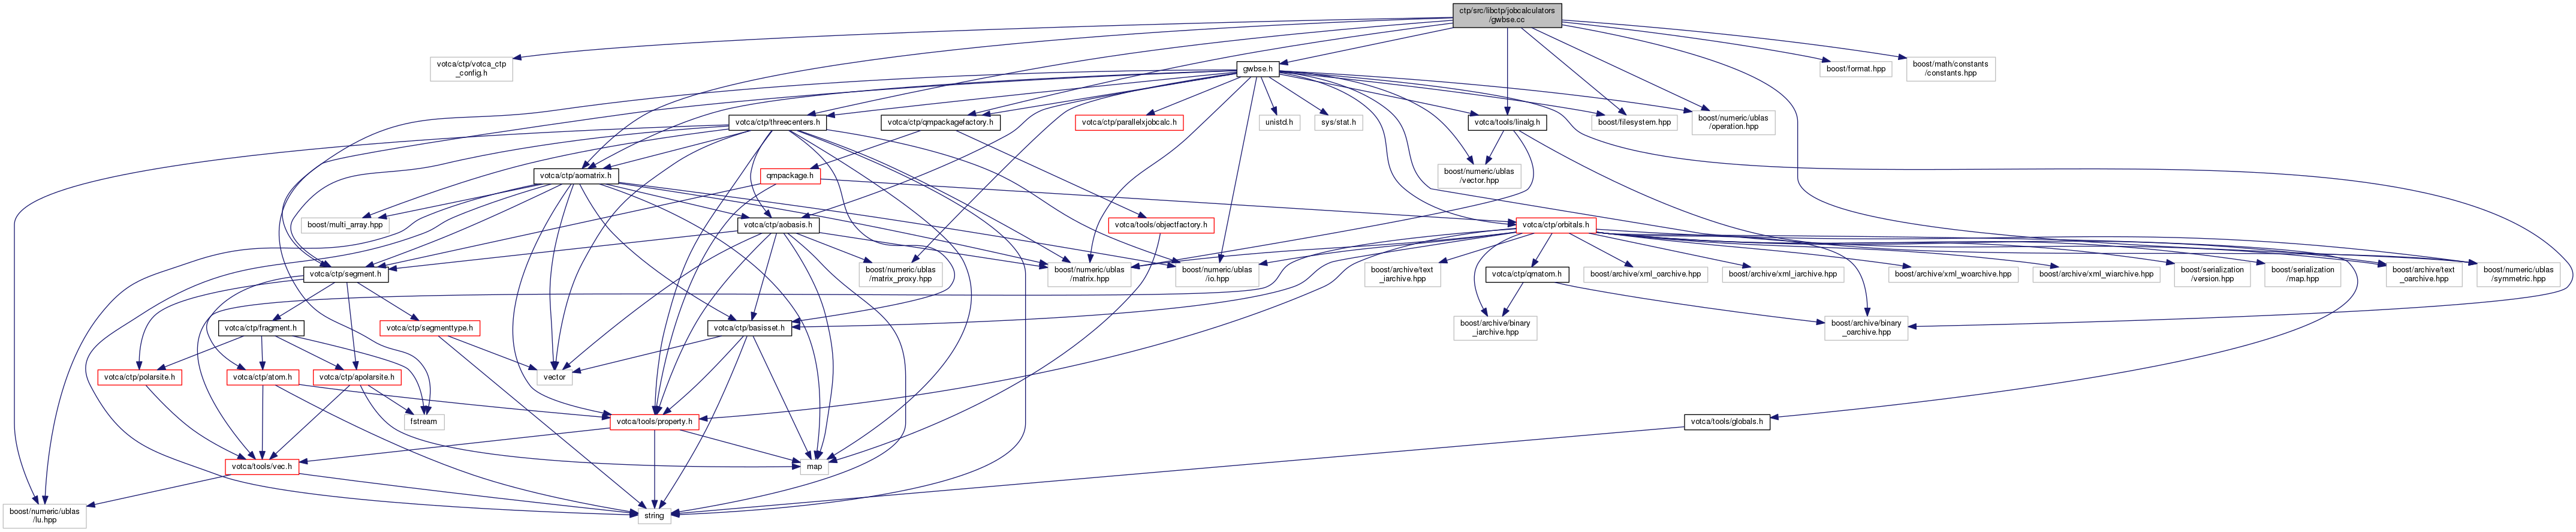 ctp/src/libctp/jobcalculators
/gwbse.cc
votca/ctp/votca_ctp
_config.h
gwbse.h
boost/format.hpp
boost/math/constants
/constants.hpp
votca/ctp/threecenters.h
votca/ctp/qmpackagefactory.h
votca/ctp/parallelxjobcalc.h
unistd.h
sys/stat.h
votca/tools/linalg.h
boost/filesystem.hpp
boost/numeric/ublas
/operation.hpp
votca/ctp/aomatrix.h
qmpackage.h
boost/numeric/ublas
/vector.hpp
boost/multi_array.hpp
votca/ctp/aobasis.h
votca/tools/objectfactory.h
votca/ctp/orbitals.h
votca/ctp/segment.h
boost/numeric/ublas
/matrix_proxy.hpp
boost/numeric/ublas
/matrix.hpp
boost/numeric/ublas
/io.hpp
boost/archive/text
_iarchive.hpp
votca/ctp/qmatom.h
boost/archive/xml_oarchive.hpp
boost/archive/xml_iarchive.hpp
boost/archive/xml_woarchive.hpp
boost/archive/xml_wiarchive.hpp
boost/serialization
/version.hpp
boost/serialization
/map.hpp
boost/archive/text
_oarchive.hpp
boost/numeric/ublas
/symmetric.hpp
votca/ctp/fragment.h
votca/ctp/segmenttype.h
votca/ctp/basisset.h
boost/archive/binary
_iarchive.hpp
boost/archive/binary
_oarchive.hpp
votca/ctp/polarsite.h
votca/ctp/atom.h
votca/ctp/apolarsite.h
vector
fstream
votca/tools/property.h
votca/tools/globals.h
votca/tools/vec.h
map
boost/numeric/ublas
/lu.hpp
string